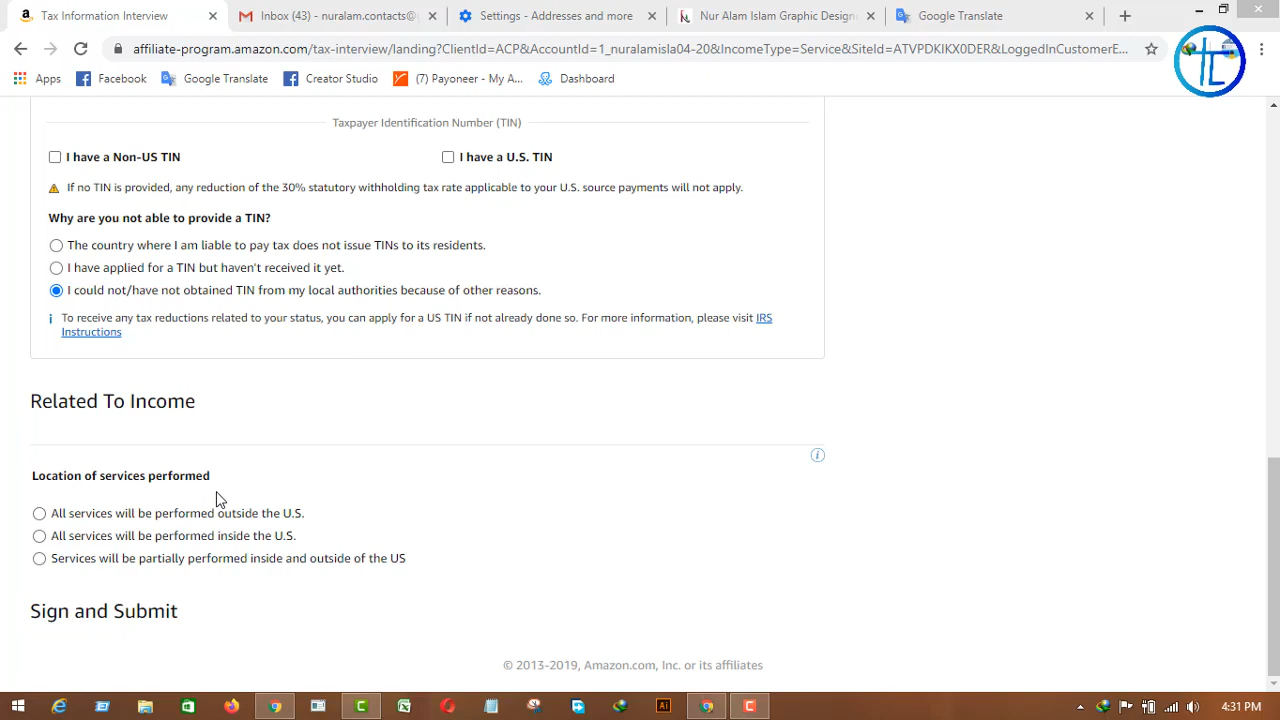 Tax Information Interview
Inbox (43) - nuralam.contacts@
Settings - Addresses and more
Nur Alam Islam Graphic Design
Google Translate
affiliate-program.amazon.com/tax-interview/landing?ClientId=ACP&AccountId=1_nuralamisla04-20&IncomeType=Service&SiteId=ATVPDKIKX0DER&LoggedInCustomerE...
Apps
Facebook
Google Translate
Creator Studio
(7) Payoneer - My A...
Dashboard
Taxpayer Identification Number (TIN)
I have a Non-US TIN
I have a U.S. TIN
If no TIN is provided, any reduction of the 30% statutory withholding tax rate applicable to your U.S. source payments will not apply.
Why are you not able to provide a TIN?
The country where I am liable to pay tax does not issue TINs to its residents.
I have applied for a TIN but haven't received it yet.
I could not/have not obtained TIN from my local authorities because of other reasons.
To receive any tax reductions related to your status, you can apply for a US TIN if not already done so. For more information, please visit IRS
Instructions
Related To Income
Location of services performed
All services will be performed outside the U.S.
All services will be performed inside the U.S.
Services will be partially performed inside and outside of the US
Sign and Submit
© 2013-2019, Amazon.com, Inc. or its affiliates
4:31 PM